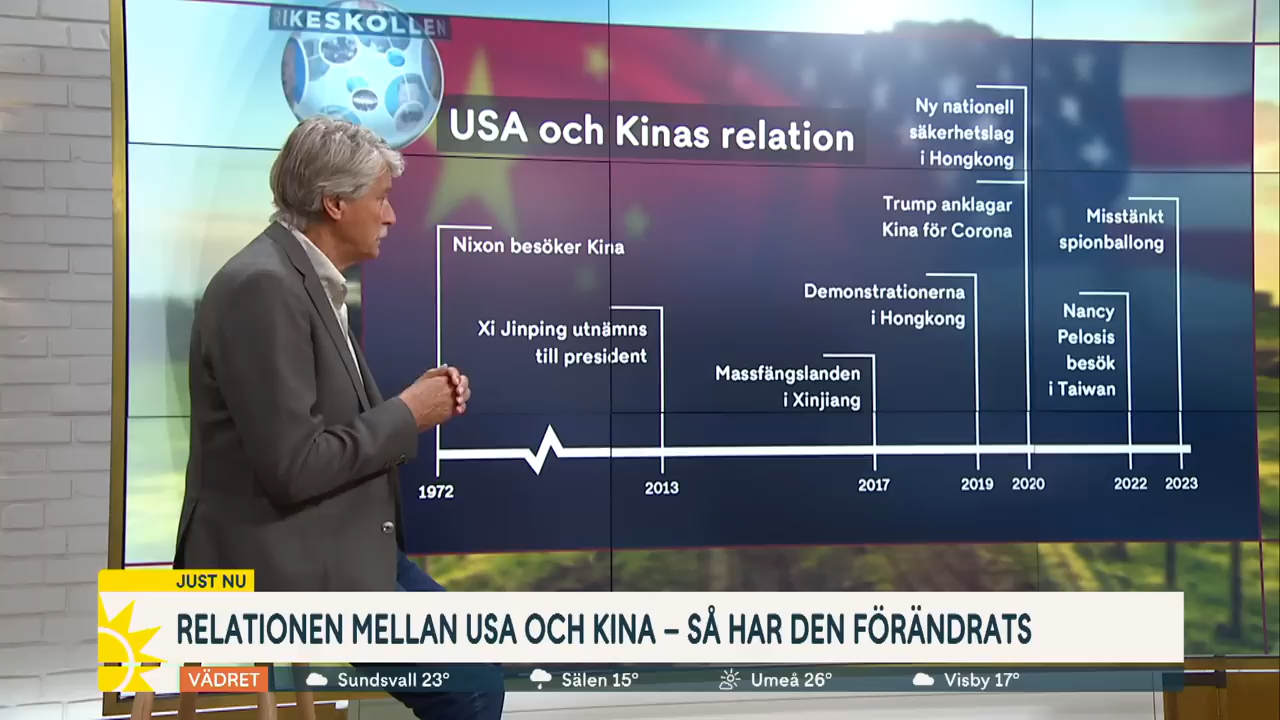 RIKESKOLLEN
USA och Kinas relation
Nixon besöker Kina
Xi Jinping utnämns
till president
Massfängslanden
i Xinjiang
Demonstrationerna
i Hongkong
Ny nationell
säkerhetslag
i Hongkong
Trump anklagar
Kina för Corona
Nancy
Pelosis
besök
i Taiwan
Misstänkt
spionballong
1972 2013 2017 2019 2020 2022 2023
JUST NU
RELATIONEN MELLAN USA OCH KINA – SÅ HAR DEN FÖRÄNDRATS
VÄDRET Sundsvall 23° Sälen 15° Umeå 26° Visby 17°